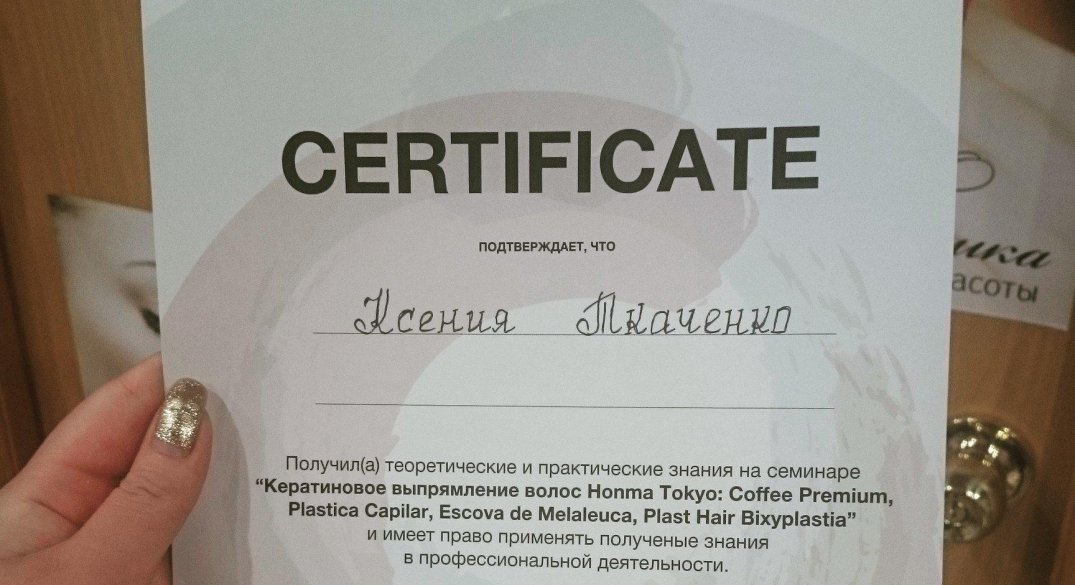 CERTIFICATE
ПОДТВЕРЖДАЕТ, ЧТО
Ксения Ткаченко
Получил(а) теоретические и практические знания на семинаре
“Кератиновое выпрямление волос Honma Tokyo: Coffee Premium,
Plastica Capilar, Escova de Melaleuca, Plast Hair Bixyplastia”
и имеет право применять полученые знания
в профессиональной деятельности.